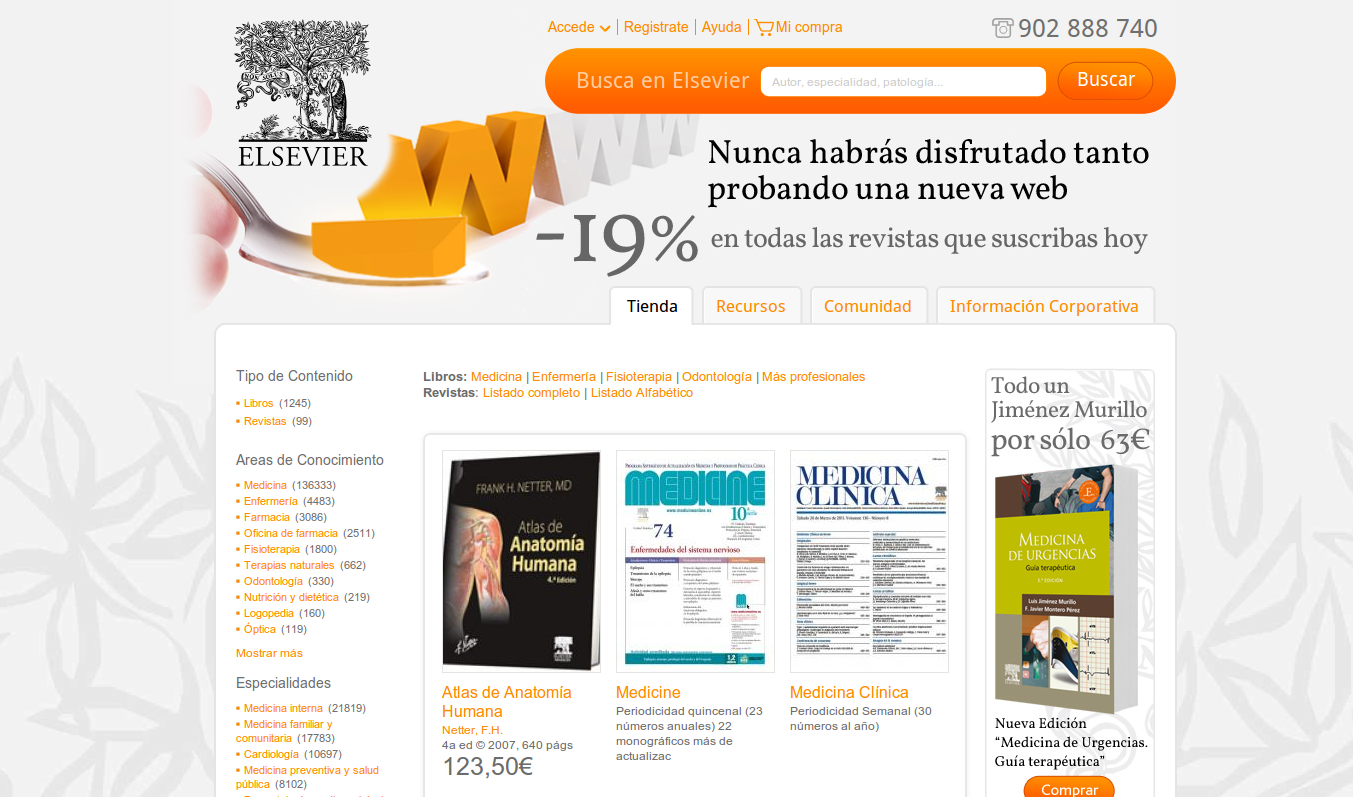 NON SOLUS
ELSEVIER
Accede | Registrate | Ayuda | Mi compra
902 888 740
Busca en Elsevier
Autor, especialidad, patología...
Buscar
WWW
Nunca habrás disfrutado tanto
probando una nueva web
-19% en todas las revistas que suscribas hoy
Tienda
Recursos
Comunidad
Información Corporativa
Tipo de Contenido
• Libros (1245)
• Revistas (99)
Areas de Conocimiento
• Medicina (136333)
• Enfermería (4483)
• Farmacia (3086)
• Oficina de farmacia (2511)
• Fisioterapia (1800)
• Terapias naturales (662)
• Odontología (330)
• Nutrición y dietética (219)
• Logopedia (160)
• Óptica (119)
Mostrar más
Especialidades
• Medicina interna (21819)
• Medicina familiar y
comunitaria (17783)
• Cardiología (10697)
• Medicina preventiva y salud
pública (8102)
Libros: Medicina | Enfermería | Fisioterapia | Odontología | Más profesionales
Revistas: Listado completo | Listado Alfabético
FRANK H. NETTER, MD
Atlas de
Anatomía
Humana
4.ª Edición
Atlas de Anatomía
Humana
Netter, F.H.
4a ed © 2007, 640 págs
123,50€
MEDICINE
www.medicineonline.es
10ª
74
Enfermedades del sistema nervioso
Medicine
Periodicidad quincenal (23
números anuales) 22
monográficos más de
actualizac
MEDICINA
CLINICA
Medicina Clínica
Periodicidad Semanal (30
números al año)
Todo un
Jiménez Murillo
por sólo 63€
E
MEDICINA
DE URGENCIAS
Guía terapéutica
3.ª EDICIÓN
Luis Jiménez Murillo
F. Javier Montero Pérez
Nueva Edición
“Medicina de Urgencias.
Guía terapéutica”
Comprar